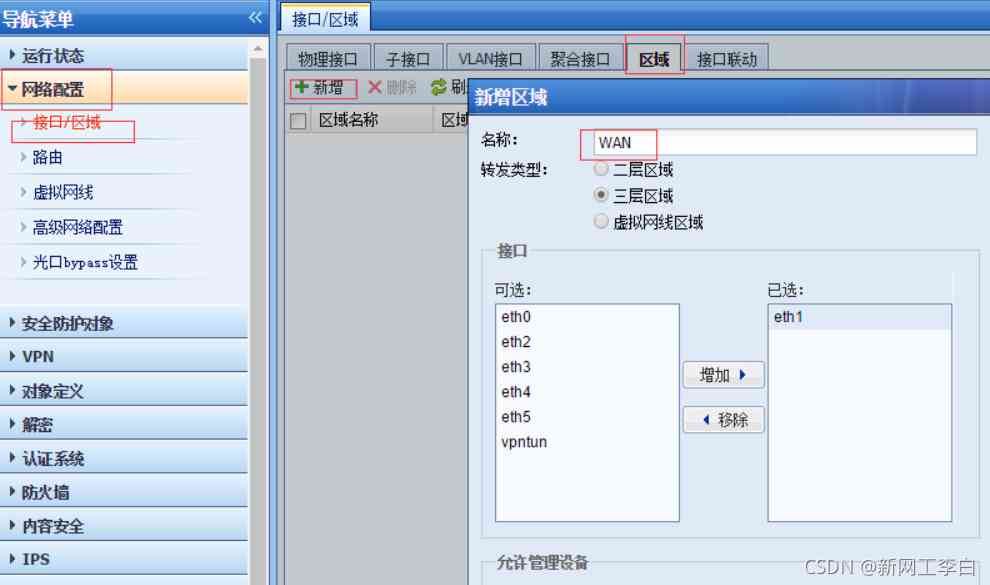 导航菜单
运行状态
网络配置
接口/区域
路由
虚拟网线
高级网络配置
光口bypass设置
安全防护对象
VPN
对象定义
解密
认证系统
防火墙
内容安全
IPS
接口/区域
物理接口 子接口 VLAN接口 聚合接口 区域 接口联动
新增 删除 刷
区域名称 区域
新增区域
名称: WAN
转发类型: 二层区域
三层区域
虚拟网线区域
接口
可选: 已选:
eth0 eth1
eth2
eth3
eth4
eth5
vpntun
增加
移除
允许管理设备
CSDN @新网工李白